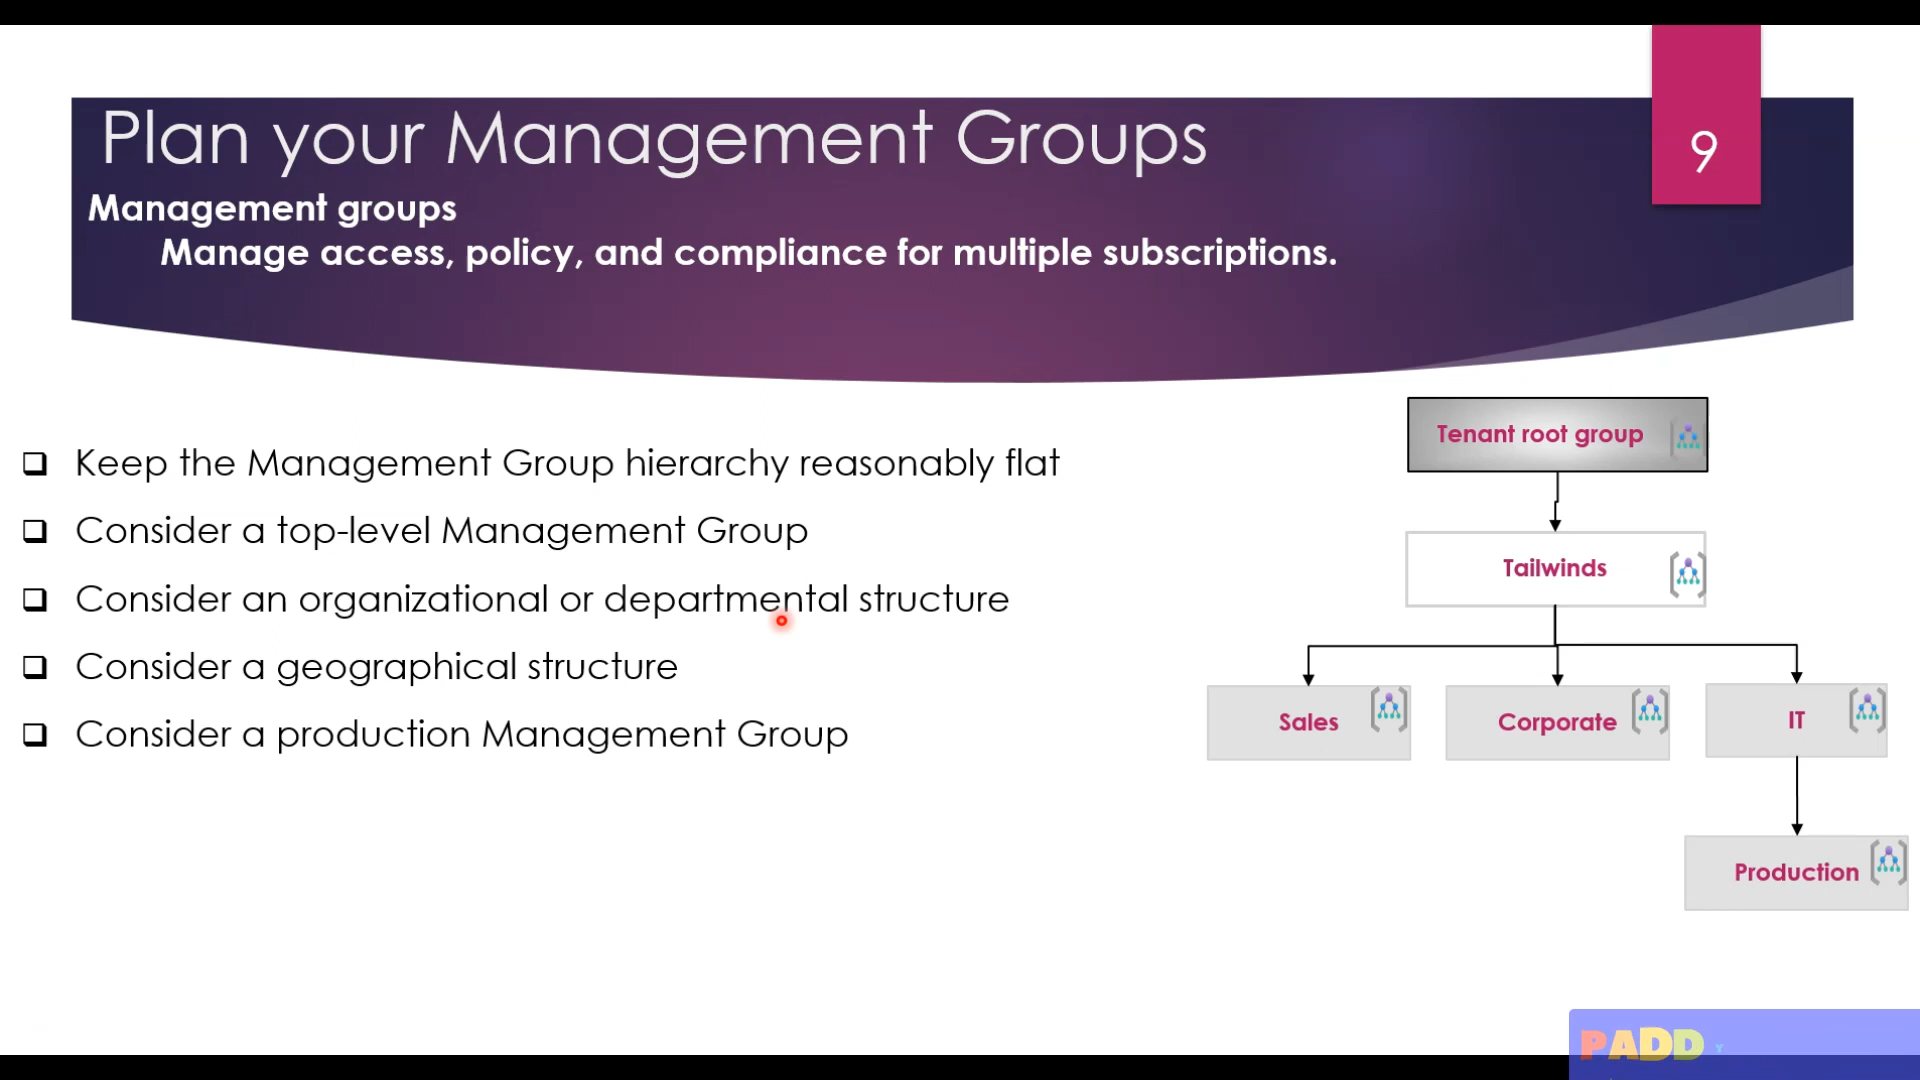 Plan your Management Groups
9
Management groups
Manage access, policy, and compliance for multiple subscriptions.
Keep the Management Group hierarchy reasonably flat
Consider a top-level Management Group
Consider an organizational or departmental structure
Consider a geographical structure
Consider a production Management Group
Tenant root group
Tailwinds
Sales
Corporate
IT
Production
PADD